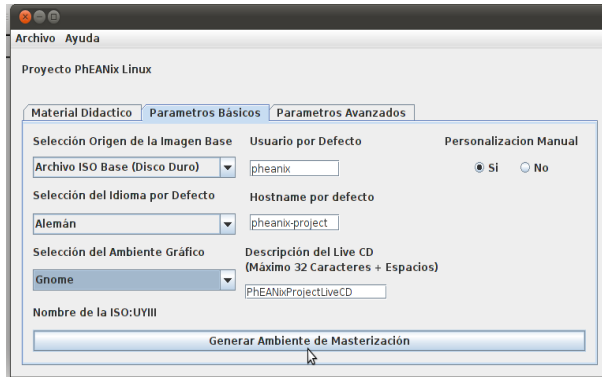 Archivo Ayuda
Proyecto PhEANix Linux
Material Didactico Parametros Básicos Parametros Avanzados
Selección Origen de la Imagen Base Usuario por Defecto Personalizacion Manual
Archivo ISO Base (Disco Duro) pheanix Si No
Selección del Idioma por Defecto Hostname por defecto
Alemán pheanix-project
Selección del Ambiente Gráfico Descripción del Live CD
(Máximo 32 Caracteres + Espacios)
Gnome
PhEANixProjectLiveCD
Nombre de la ISO:UYIII
Generar Ambiente de Masterización